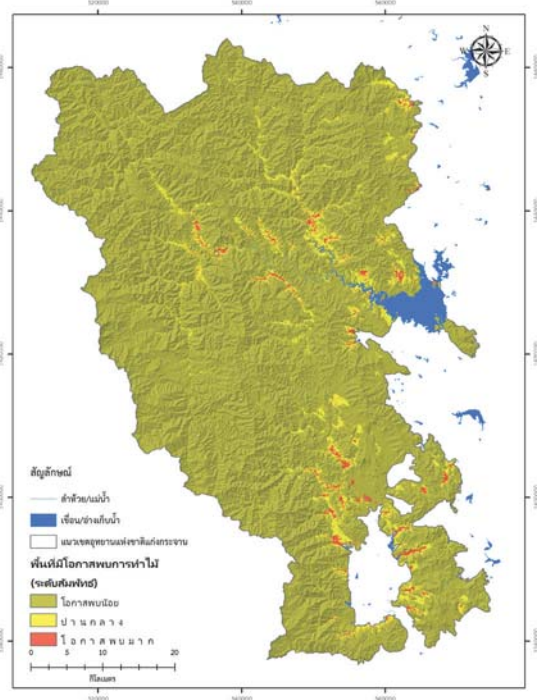 520000 540000 560000
N
W E
S
สัญลักษณ์
ลำห้วย/แม่น้ำ
เขื่อน/อ่างเก็บน้ำ
แนวเขตอุทยานแห่งชาติแก่งกระจาน
พื้นที่มีโอกาสพบการทำไม้
(ระดับสัมพัทธ์)
โอกาสพบน้อย
ป า น ก ล า ง
โ อ ก า ส พ บ ม า ก
0 5 10 20
กิโลเมตร
520000 540000 560000